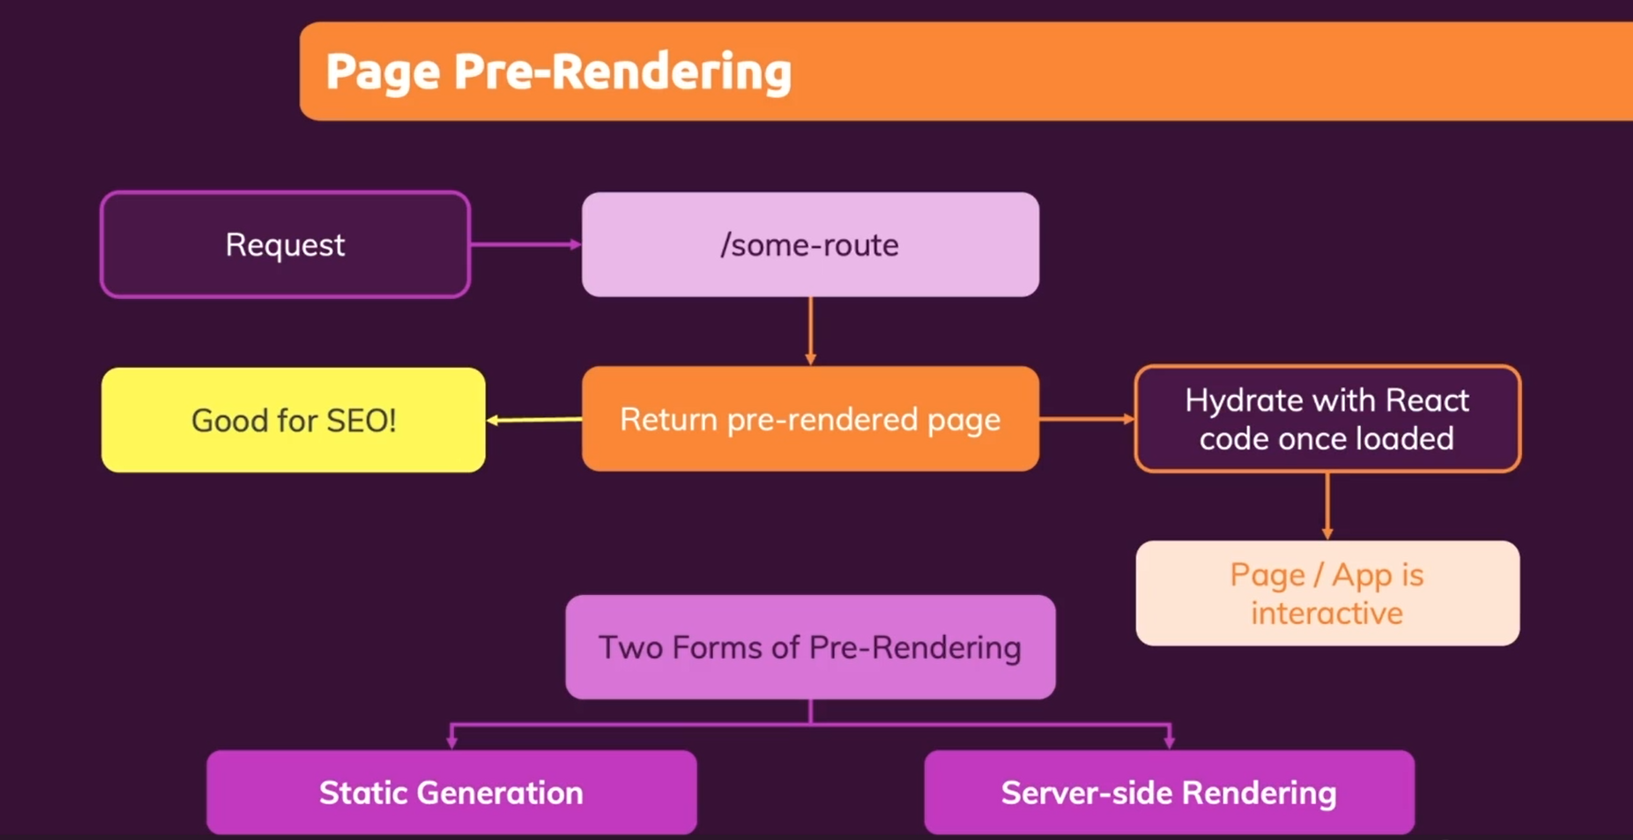 Page Pre-Rendering
Request
/some-route
Good for SEO!
Return pre-rendered page
Hydrate with React
code once loaded
Page / App is
interactive
Two Forms of Pre-Rendering
Static Generation
Server-side Rendering